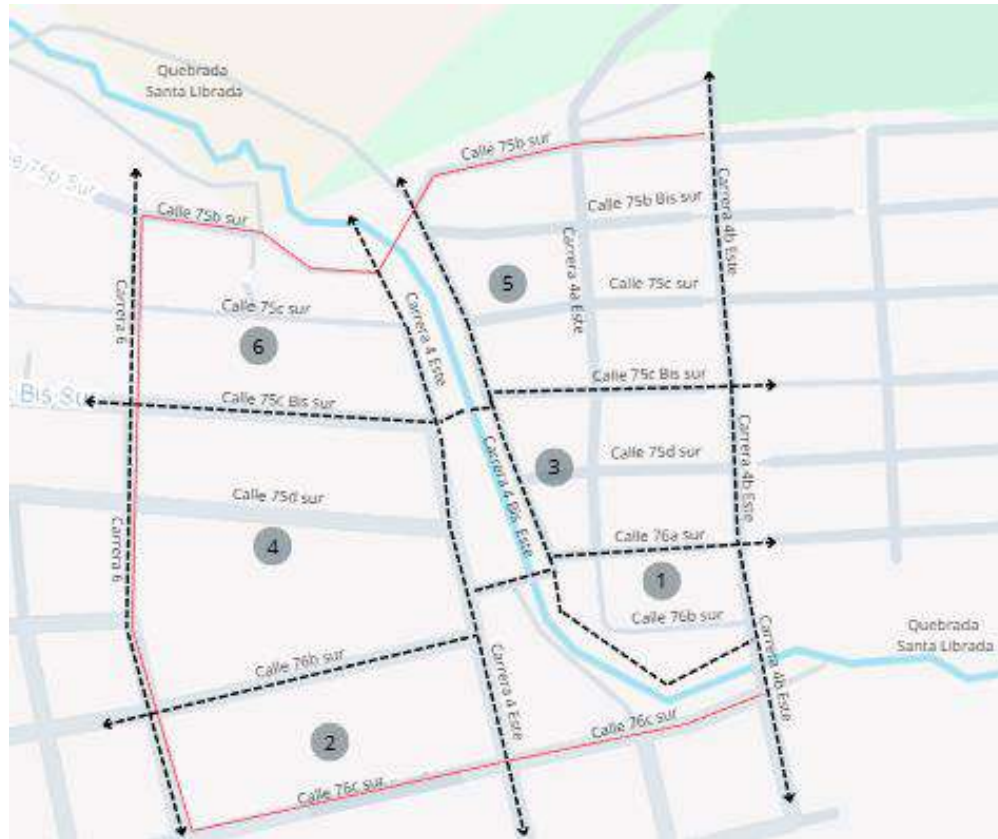 Quebrada
Santa Librada
Calle 75b sur
Calle 75b sur
Calle 75b Bis sur
Carrera 4b Este
Carrera 4a Este
Calle 75c sur
5
Calle 75c sur
Carrera 6
Carrera 4 Este
6
Calle 75c Bis sur
Bis Su
Calle 75c Bis sur
Carrera 4b Este
Carrera 4 Bis Este
3
Calle 75d sur
Calle 75d sur
Carrera 6
4
Calle 76a sur
1
Calle 76b sur
Quebrada
Santa Librada
Calle 76b sur
Carrera 4 Este
Carrera 4b Este
Calle 76c sur
2
Calle 76c sur